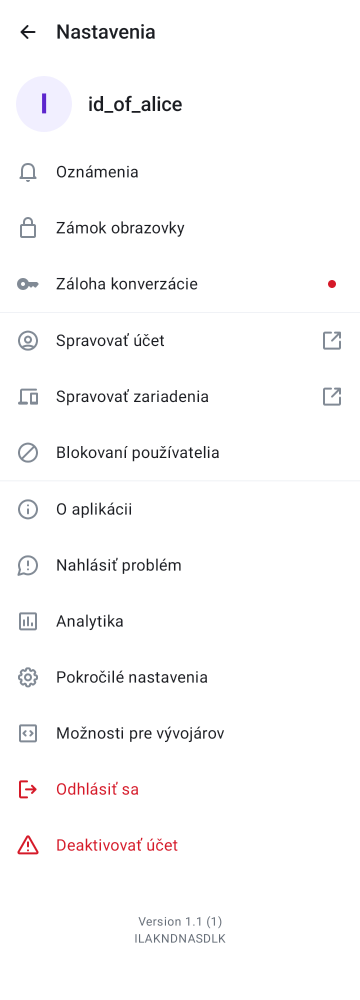 Nastavenia
I
id_of_alice
Oznámenia
Zámok obrazovky
Záloha konverzácie
Spravovať účet
Spravovať zariadenia
Blokovaní používatelia
O aplikácii
Nahlásiť problém
Analytika
Pokročilé nastavenia
Možnosti pre vývojárov
Odhlásiť sa
Deaktivovať účet
Version 1.1 (1)
ILAKNDNASDLK